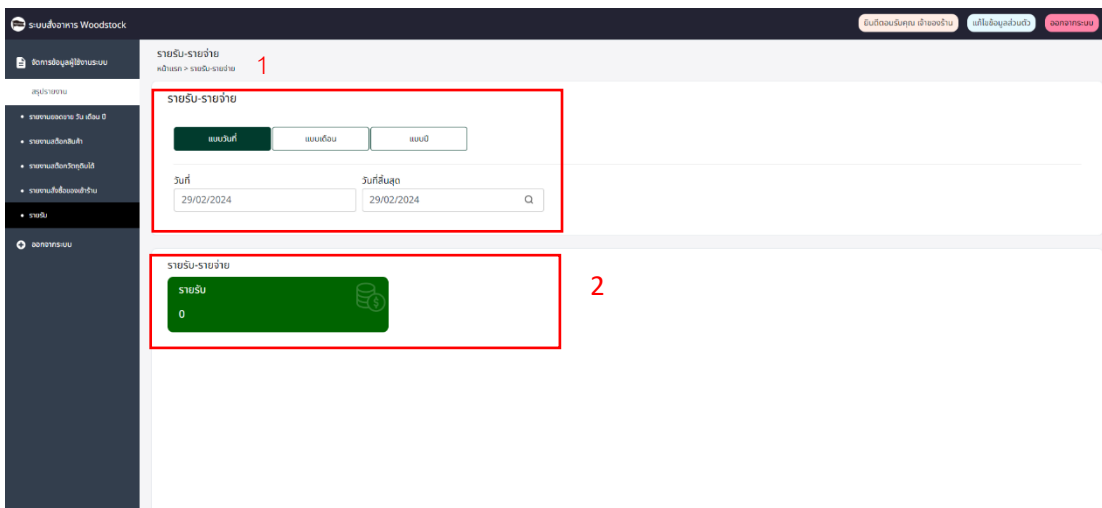 ระบบสั่งอาหาร Woodstock
ยินดีตอนรับคุณ เจ้าของร้าน
แก้ไขข้อมูลส่วนตัว
ออกจากระบบ
จัดการข้อมูลผู้ใช้งานระบบ
สรุปรายงาน
รายงานยอดขาย วัน เดือน ปี
รายงานสต็อกสินค้า
รายงานสต็อกวัตถุดิบได้
รายงานสั่งซื้อของเข้าร้าน
รายรับ
ออกจากระบบ
รายรับ-รายจ่าย
หน้าแรก > รายรับ-รายจ่าย
1
รายรับ-รายจ่าย
แบบวันที่
แบบเดือน
แบบปี
วันที่
วันที่สิ้นสุด
29/02/2024
29/02/2024
รายรับ-รายจ่าย
2
รายรับ
0